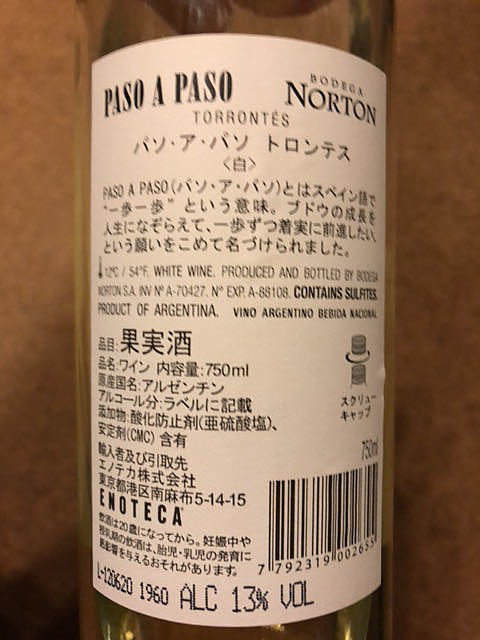 PASO A PASO
BODEGA
NORTON
TORRONTÉS
パソ・ア・パソ トロンテス
〈白〉
PASO A PASO(パソ・ア・パソ)とはスペイン語で
“一歩一歩” という意味。ブドウの成長を
人生になぞらえて、一歩ずつ着実に前進したい、
という願いをこめて名づけられました。
12ºC / 54ºF. WHITE WINE. PRODUCED AND BOTTLED BY BODEGA
NORTON S.A. INV Nº A-70427. Nº EXP. A-88108. CONTAINS SULFITES.
PRODUCT OF ARGENTINA. VINO ARGENTINO BEBIDA NACIONAL
品目:果実酒
品名:ワイン 内容量:750ml
原産国名:アルゼンチン
アルコール分:ラベルに記載
添加物:酸化防止剤(亜硫酸塩)、
安定剤(CMC) 含有
スクリュー
キャップ
750ml
輸入者及び引取先
エノテカ株式会社
東京都港区南麻布5-14-15
ENOTECA
飲酒は20歳になってから。妊娠中や
授乳期の飲酒は、胎児・乳児の発育に
悪影響を与えるおそれがあります。
7 792319 002655
L-120620 1960 ALC 13% VOL